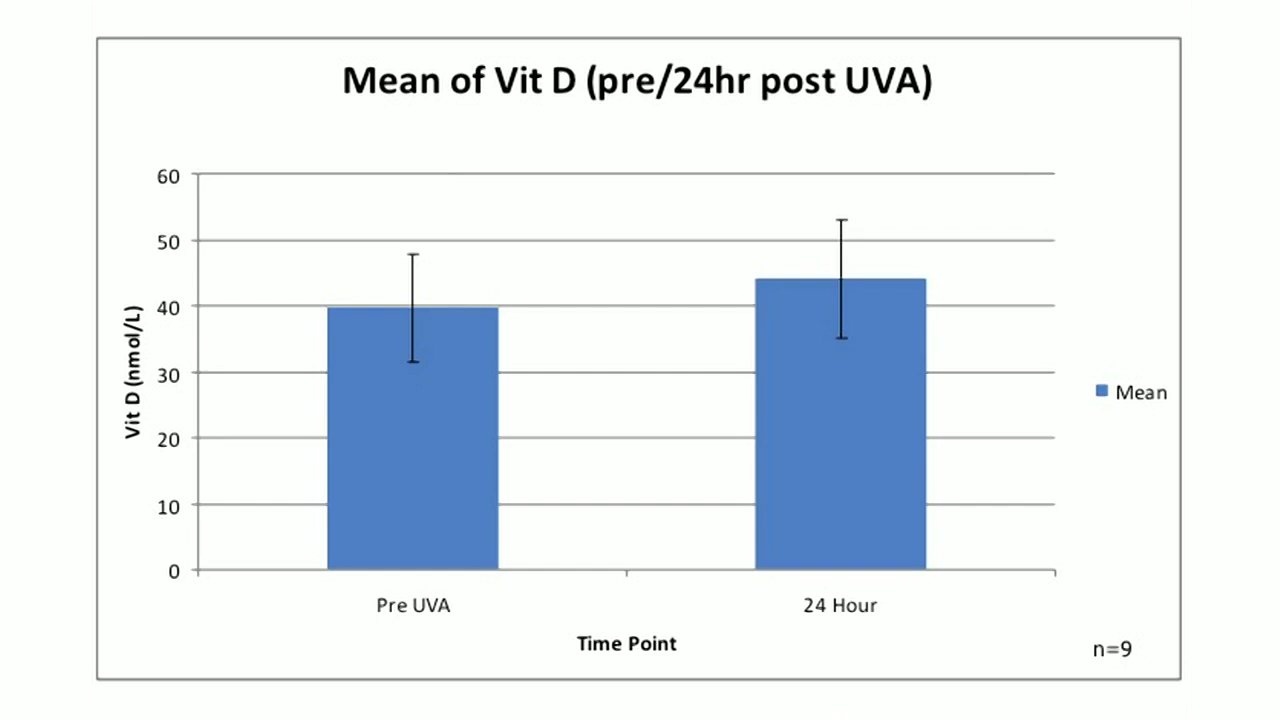 Mean of Vit D (pre/24hr post UVA)
60
50
40
30
20
10
0
Vit D (nmol/L)
Pre UVA
24 Hour
Time Point
Mean
n=9